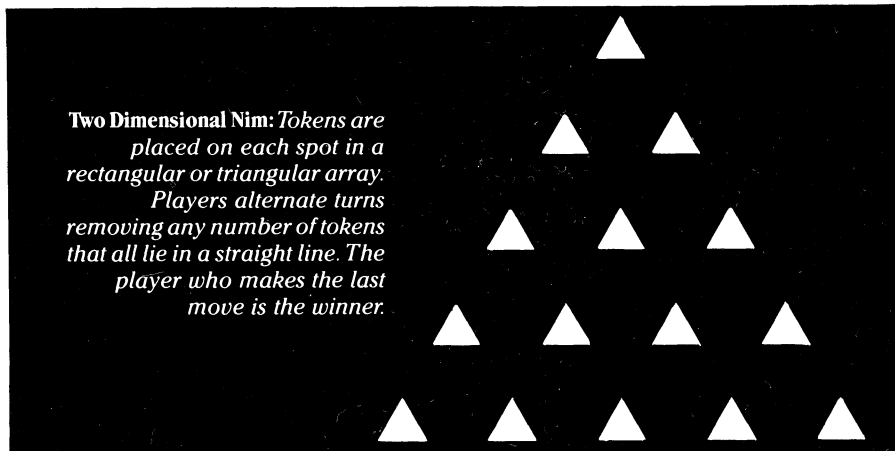 Two Dimensional Nim: Tokens are
placed on each spot in a
rectangular or triangular array.
Players alternate turns
removing any number of tokens
that all lie in a straight line. The
player who makes the last
move is the winner.